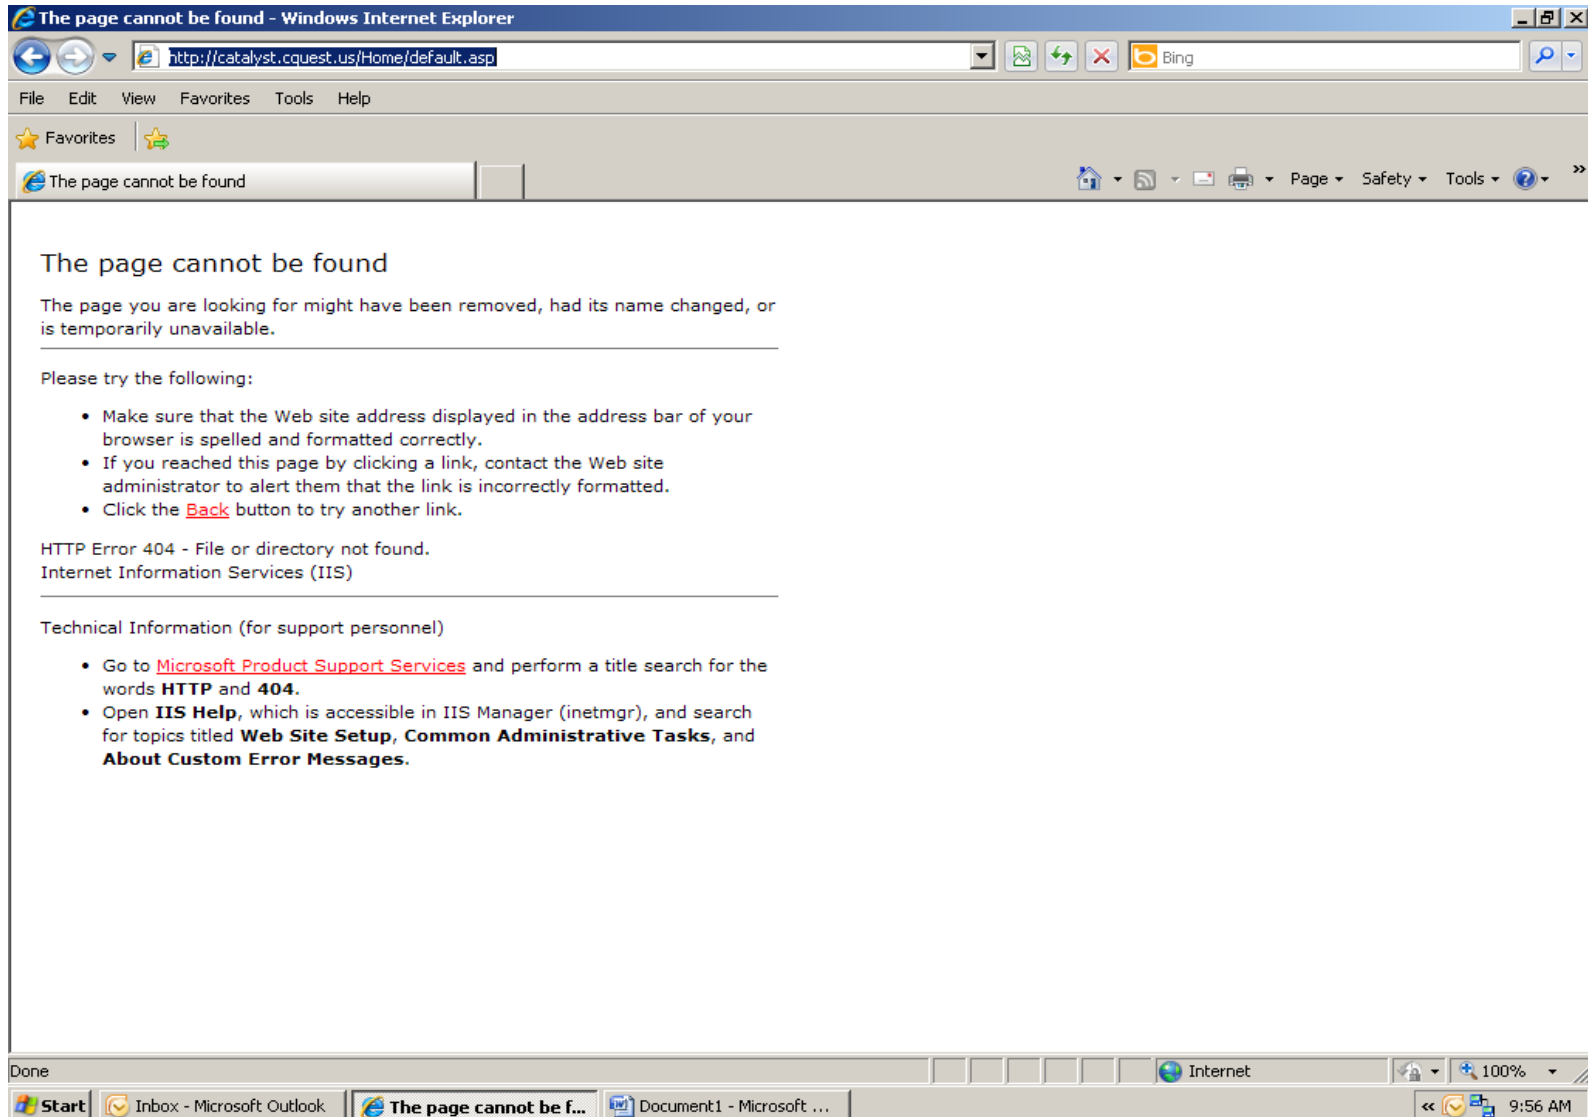 The page cannot be found - Windows Internet Explorer
http://catalyst.cquest.us/Home/default.asp
Bing
File Edit View Favorites Tools Help
Favorites
The page cannot be found
Page Safety Tools »
The page cannot be found
The page you are looking for might have been removed, had its name changed, or
is temporarily unavailable.
Please try the following:
• Make sure that the Web site address displayed in the address bar of your
browser is spelled and formatted correctly.
• If you reached this page by clicking a link, contact the Web site
administrator to alert them that the link is incorrectly formatted.
• Click the Back button to try another link.
HTTP Error 404 - File or directory not found.
Internet Information Services (IIS)
Technical Information (for support personnel)
• Go to Microsoft Product Support Services and perform a title search for the
words HTTP and 404.
• Open IIS Help, which is accessible in IIS Manager (inetmgr), and search
for topics titled Web Site Setup, Common Administrative Tasks, and
About Custom Error Messages.
Done
Internet
100%
Start
Inbox - Microsoft Outlook
The page cannot be f...
Document1 - Microsoft ...
«
9:56 AM